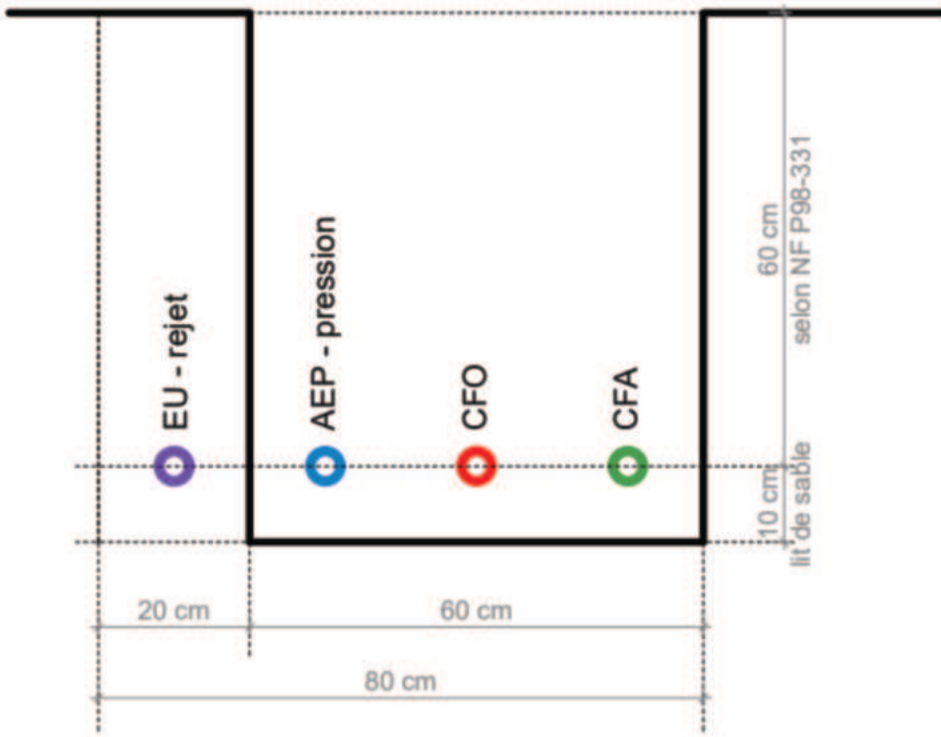 EU - rejet
AEP - pression
CFO
CFA
60 cm
selon NF P98-331
10 cm
lit de sable
20 cm
60 cm
80 cm